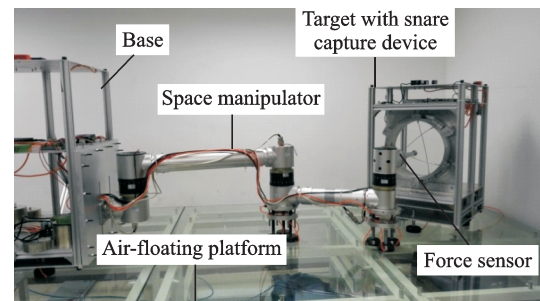 Target with snare
capture device
Base
Space manipulator
Air-floating platform
Force sensor